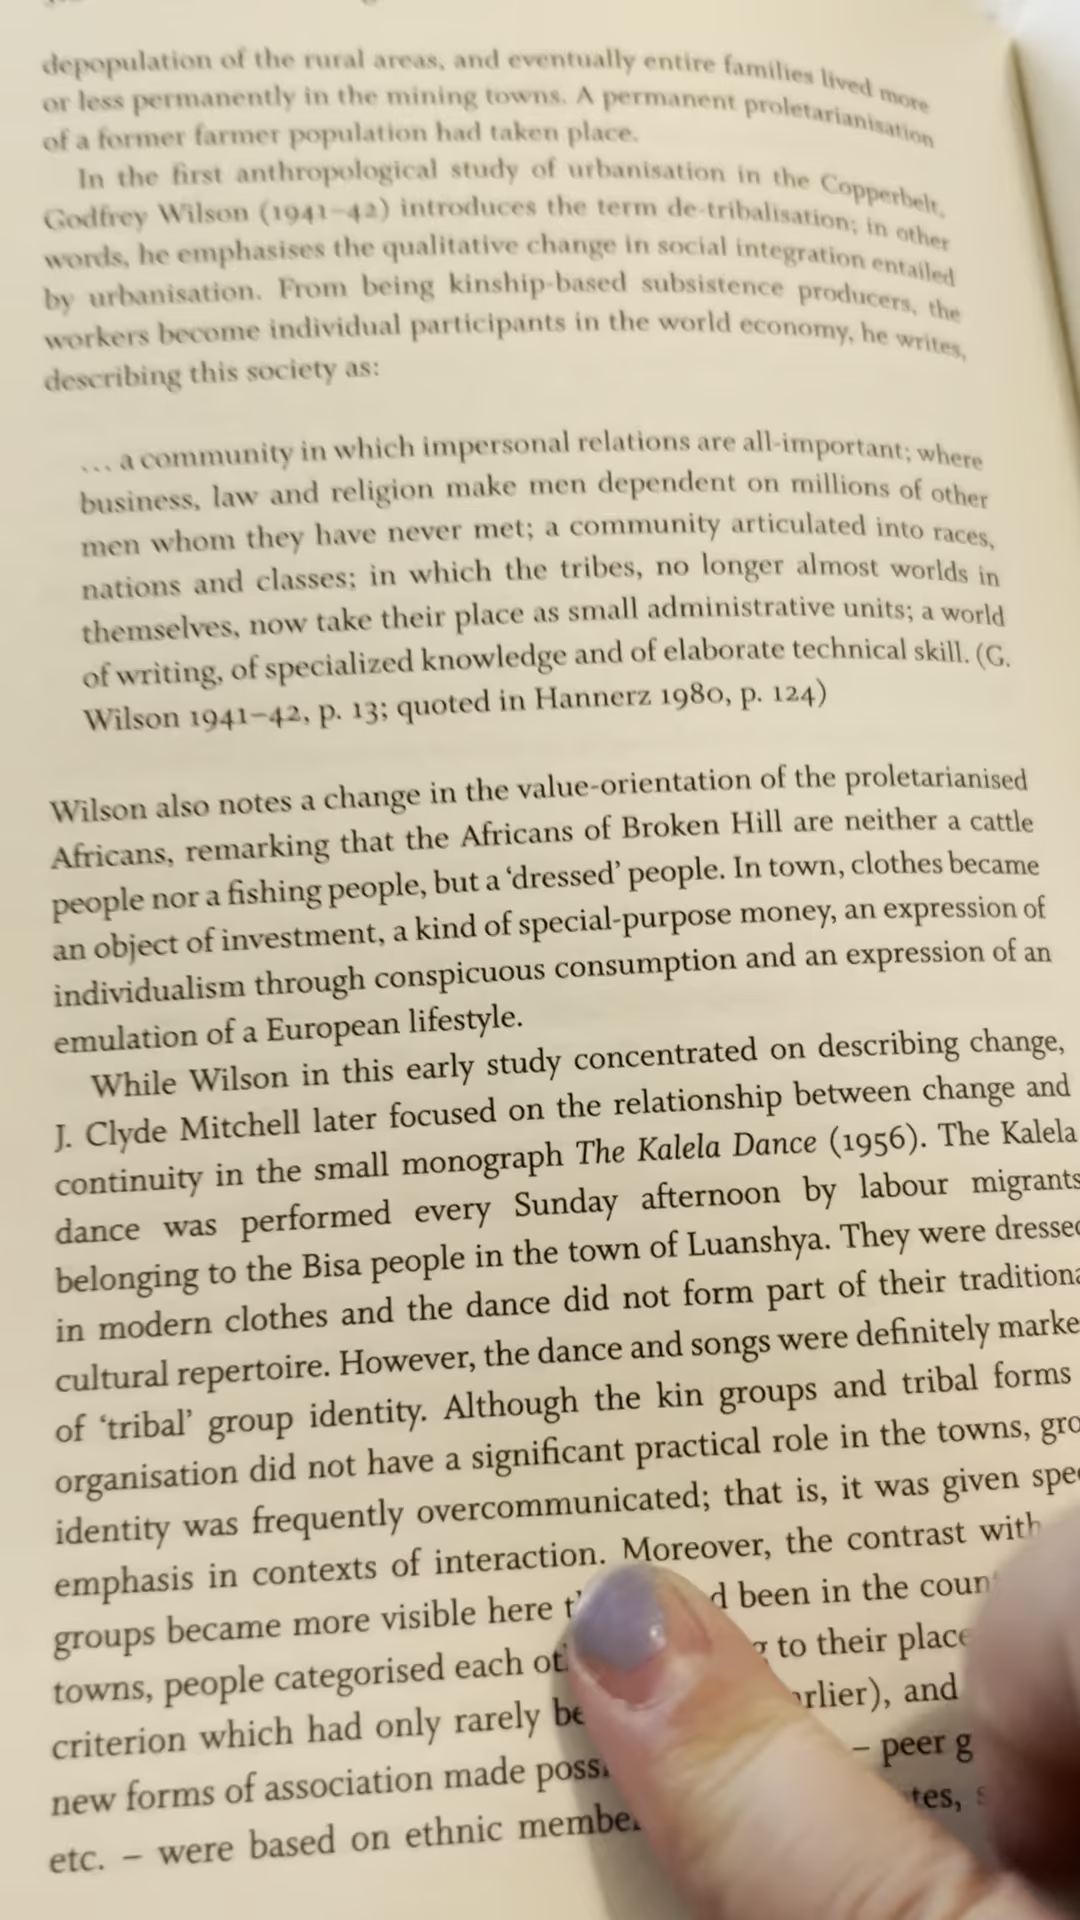 depopulation of the rural areas, and eventually entire families lived more
or less permanently in the mining towns. A permanent proletarianisation
of a former farmer population had taken place.
In the first anthropological study of urbanisation in the Copperbelt,
Godfrey Wilson (1941–42) introduces the term de-tribalisation; in other
words, he emphasises the qualitative change in social integration entailed
by urbanisation. From being kinship-based subsistence producers, the
workers become individual participants in the world economy, he writes,
describing this society as:
… a community in which impersonal relations are all-important; where
business, law and religion make men dependent on millions of other
men whom they have never met; a community articulated into races,
nations and classes; in which the tribes, no longer almost worlds in
themselves, now take their place as small administrative units; a world
of writing, of specialized knowledge and of elaborate technical skill. (G.
Wilson 1941–42, p. 13; quoted in Hannerz 1980, p. 124)
Wilson also notes a change in the value-orientation of the proletarianised
Africans, remarking that the Africans of Broken Hill are neither a cattle
people nor a fishing people, but a ‘dressed’ people. In town, clothes became
an object of investment, a kind of special-purpose money, an expression of
individualism through conspicuous consumption and an expression of an
emulation of a European lifestyle.
While Wilson in this early study concentrated on describing change,
J. Clyde Mitchell later focused on the relationship between change and
continuity in the small monograph The Kalela Dance (1956). The Kalela
dance was performed every Sunday afternoon by labour migrants
belonging to the Bisa people in the town of Luanshya. They were
in modern clothes and the dance did not form part of their
cultural repertoire. However, the dance and songs were definitely
of ‘tribal’ group identity. Although the kin groups and tribal forms
organisation did not have a significant practical role in the towns,
identity was frequently overcommunicated; that is, it was given
emphasis in contexts of interaction. Moreover, the contrast
groups became more visible here been in the
towns, people categorised each to their place
criterion which had only rarely and
new forms of association made – peer
etc. – were based on ethnic